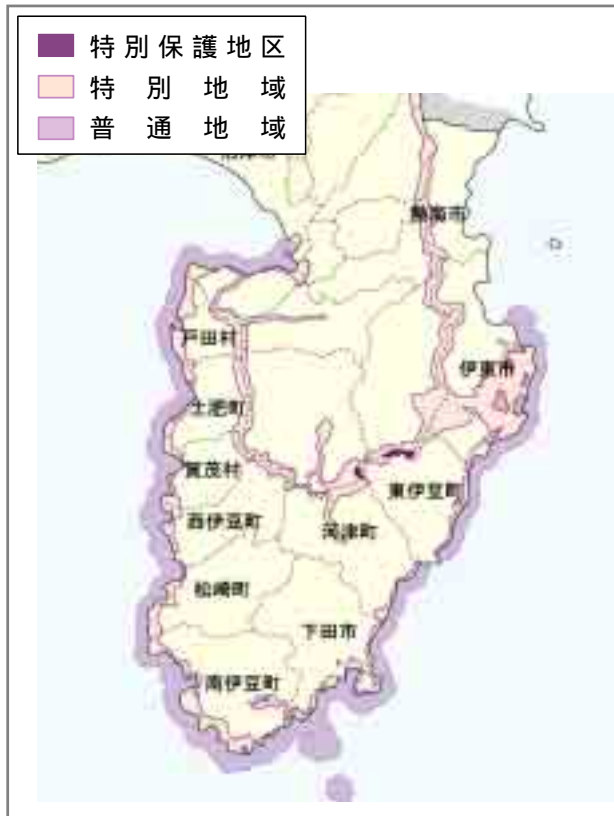 特別保護地区
特別地域
普通地域
熱海市
戸田村
伊東市
土肥町
賀茂村
東伊豆町
西伊豆町
河津町
松崎町
下田市
南伊豆町